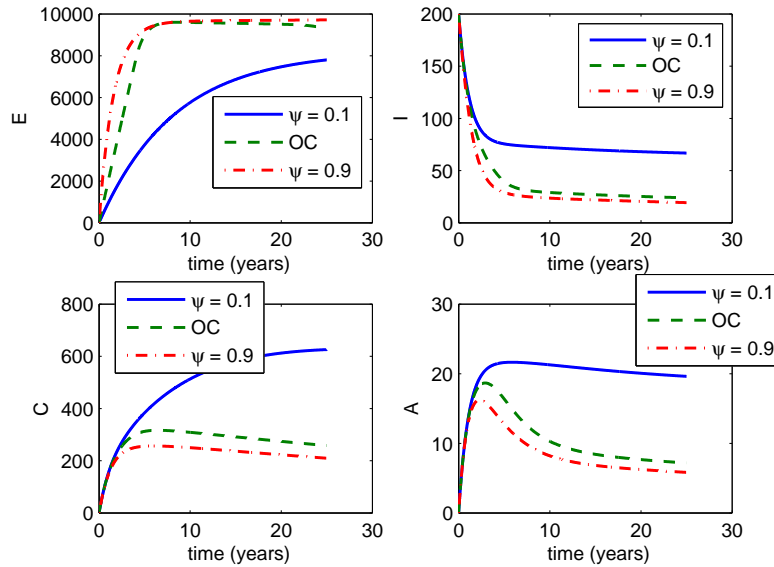 10000
8000
6000
4000
2000
0
E
0
10
20
30
time (years)
ψ = 0.1
OC
ψ = 0.9
200
150
100
50
0
I
0
10
20
30
time (years)
ψ = 0.1
OC
ψ = 0.9
800
600
400
200
0
C
0
10
20
30
time (years)
ψ = 0.1
OC
ψ = 0.9
30
20
10
0
A
0
10
20
30
time (years)
ψ = 0.1
OC
ψ = 0.9